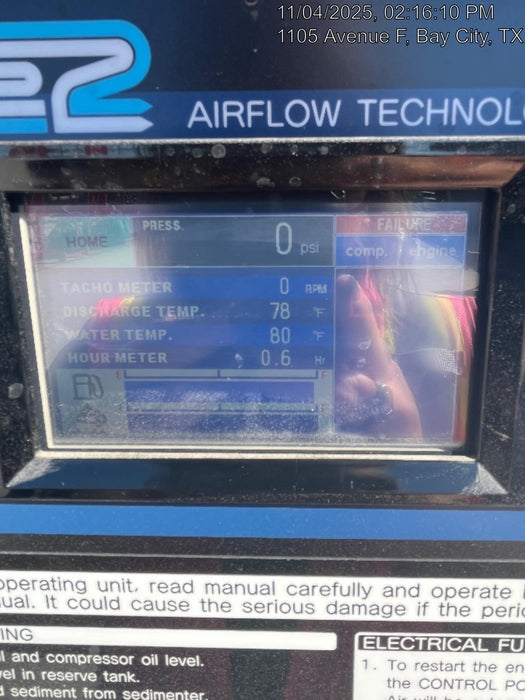 11/04/2025, 02:16:10 PM
1105 Avenue F, Bay City, TX
AIRFLOW TECHNOL
HOME
PRESS.
0 psi
FAILURE
comp. engine
TACHO METER 0 RPM
DISCHARGE TEMP. 78 °F
WATER TEMP. 80 °F
HOUR METER 0.6 Hr
E F
E F
operating unit, read manual carefully and operate
ual. It could cause the serious damage if the peri
ING
l and compressor oil level.
el in reserve tank.
d sediment from sedimenter.
ELECTRICAL FU
1. To restart the en
the CONTROL PO